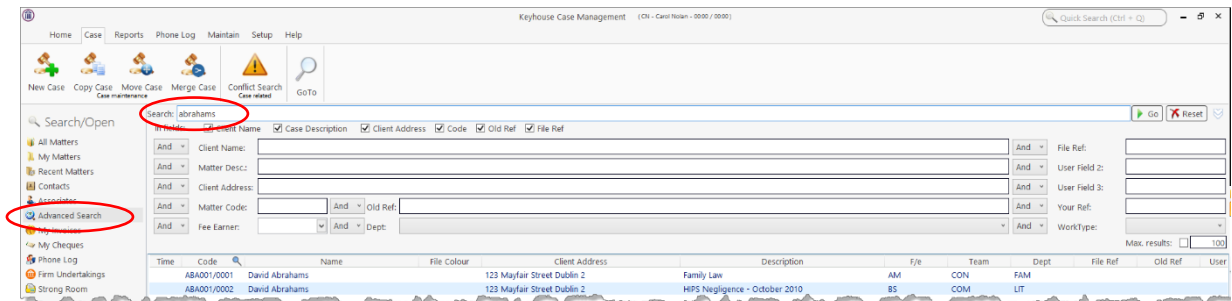 Keyhouse Case Management (CN - Carol Nolan - 00:00 / 00:00)
Quick Search (Ctrl + Q)
Home Case Reports Phone Log Maintain Setup Help
New Case Copy Case Move Case Merge Case Conflict Search GoTo
Case maintenance Case related
Search/Open
All Matters
My Matters
Recent Matters
Contacts
Associates
Advanced Search
My Invoices
My Cheques
Phone Log
Firm Undertakings
Strong Room
Search: abrahams Go Reset
In fields: Client Name Case Description Client Address Code Old Ref File Ref
And Client Name: And File Ref:
And Matter Desc.: And User Field 2:
And Client Address: And User Field 3:
And Matter Code: And Old Ref: And Your Ref:
And Fee Earner: And Dept: And WorkType:
Max. results: 100
Time Code Name File Colour Client Address Description F/e Team Dept File Ref Old Ref User
ABA001/0001 David Abrahams 123 Mayfair Street Dublin 2 Family Law AM CON FAM
ABA001/0002 David Abrahams 123 Mayfair Street Dublin 2 HIPS Negligence - October 2010 BS COM LIT